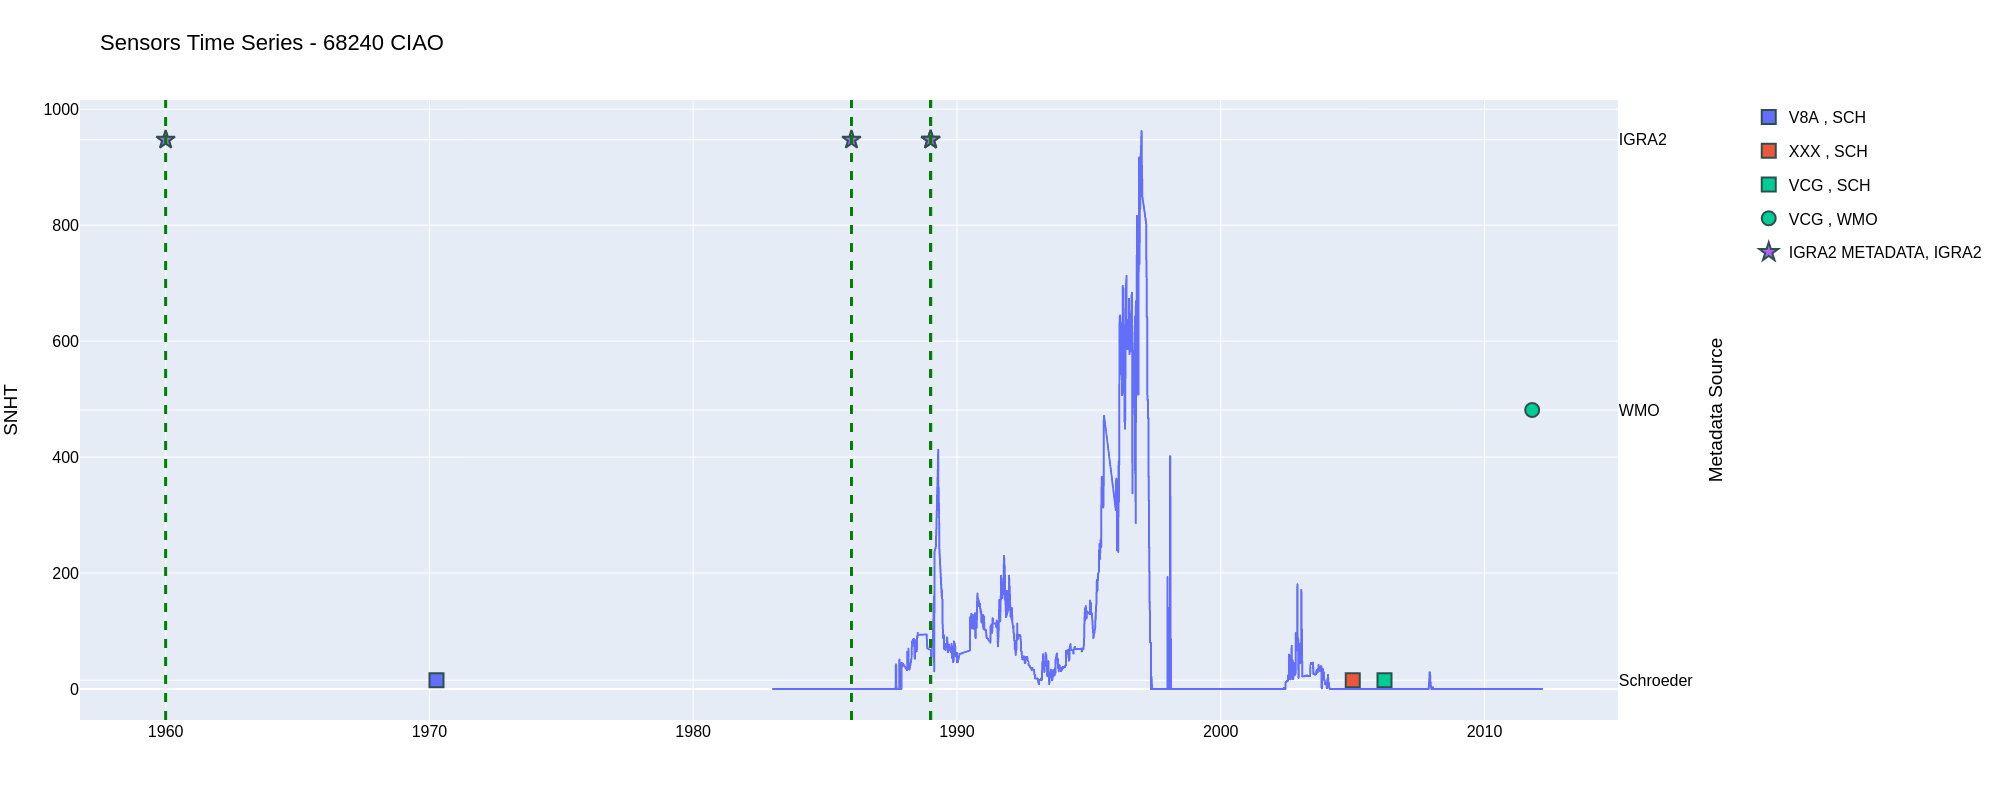 Sensors Time Series - 68240 CIAO
1000
800
600
400
200
0
SNHT
1960
1970
1980
1990
2000
2010
IGRA2
WMO
Schroeder
Metadata Source
V8A , SCH
XXX , SCH
VCG , SCH
VCG , WMO
IGRA2 METADATA, IGRA2